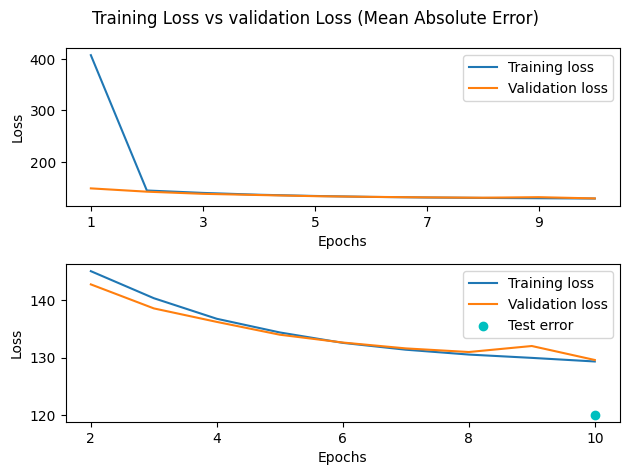 Training Loss vs validation Loss (Mean Absolute Error)
400
300
200
Loss
Training loss
Validation loss
1 3 5 7 9
Epochs
140
130
120
Loss
Training loss
Validation loss
Test error
2 4 6 8 10
Epochs